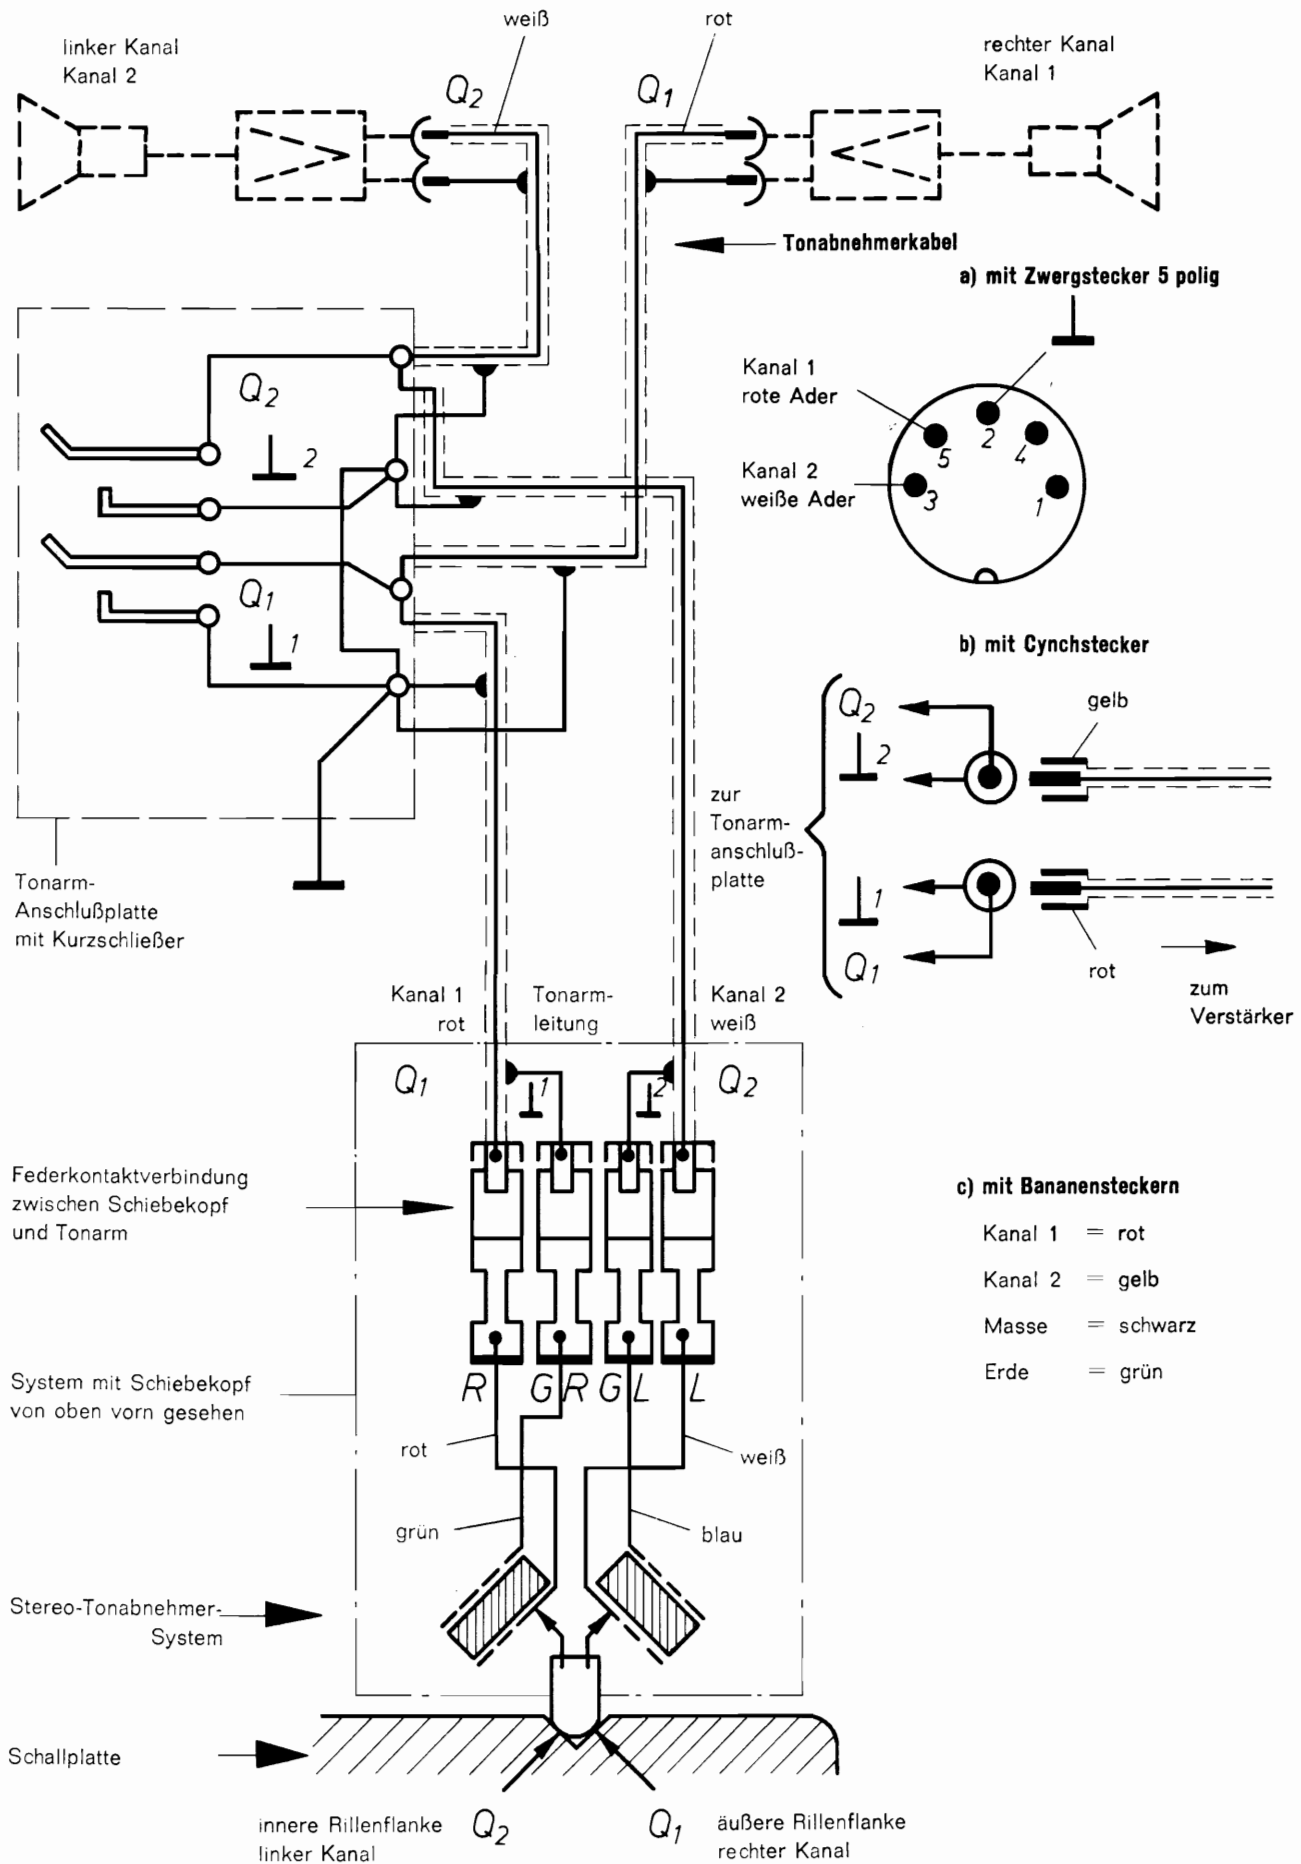 weiß
rot
linker Kanal
Kanal 2
rechter Kanal
Kanal 1
Q2
Q1
Tonabnehmerkabel
a) mit Zwergstecker 5 polig
Kanal 1
rote Ader
Kanal 2
weiße Ader
2
5
4
3
1
Q2
2
Q1
1
b) mit Cynchstecker
Q2
gelb
2
zur
Tonarm-
anschluß-
platte
1
Q1
rot
zum
Verstärker
Tonarm-
Anschlußplatte
mit Kurzschließer
Kanal 1
rot
Tonarm-
leitung
Kanal 2
weiß
Q1
1
2
Q2
Federkontaktverbindung
zwischen Schiebekopf
und Tonarm
c) mit Bananensteckern
Kanal 1 = rot
Kanal 2 = gelb
Masse = schwarz
Erde = grün
System mit Schiebekopf
von oben vorn gesehen
R GR GL L
rot
weiß
grün
blau
Stereo-Tonabnehmer-
System
Schallplatte
innere Rillenflanke
linker Kanal
Q2
Q1
äußere Rillenflanke
rechter Kanal